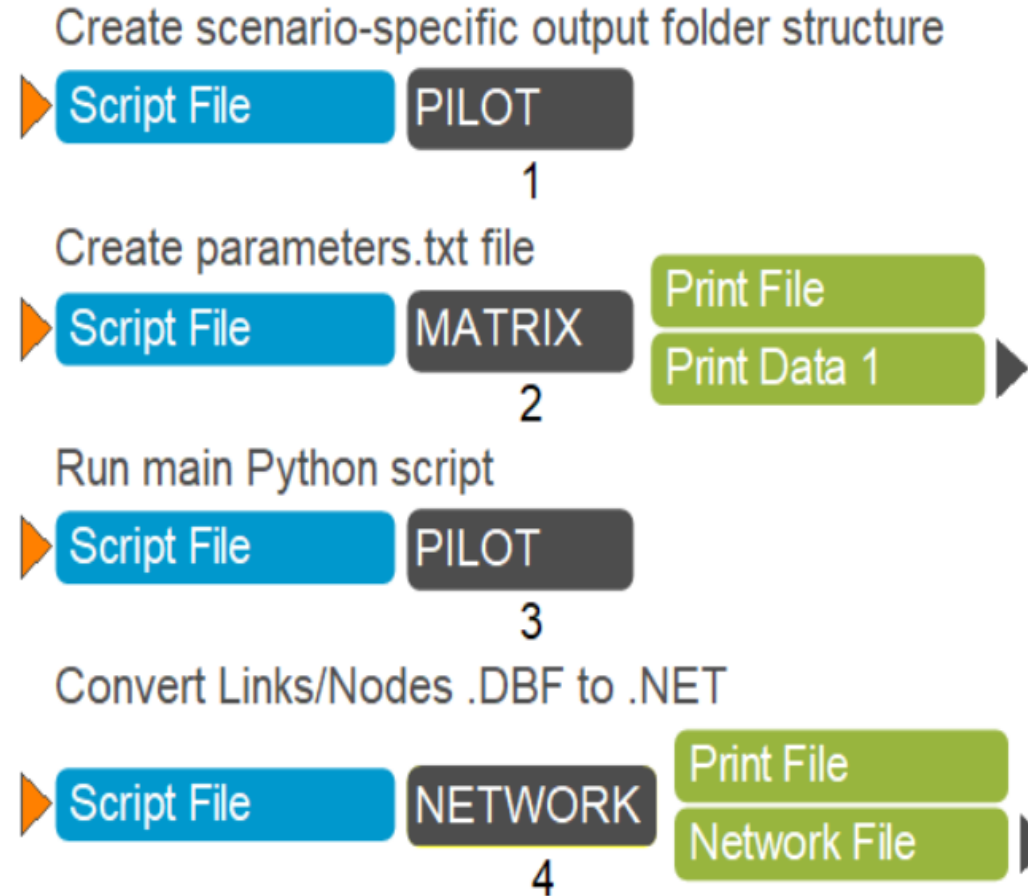 Create scenario-specific output folder structure
Script File PILOT
1
Create parameters.txt file
Print File
Script File MATRIX
Print Data 1
2
Run main Python script
Script File PILOT
3
Convert Links/Nodes .DBF to .NET
Print File
Script File NETWORK
Network File
4